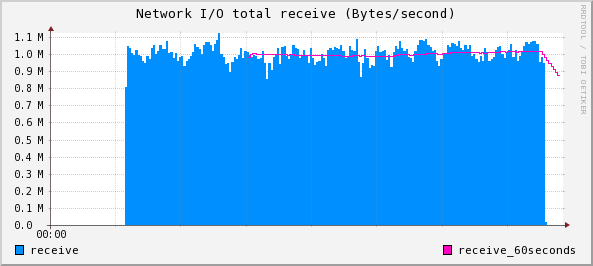 Network I/O total receive (Bytes/second)
RRDTOOL / TOBI OETIKER
1.1 M
1.0 M
0.9 M
0.8 M
0.7 M
0.6 M
0.5 M
0.4 M
0.3 M
0.2 M
0.1 M
0.0
00:00
receive
receive_60seconds